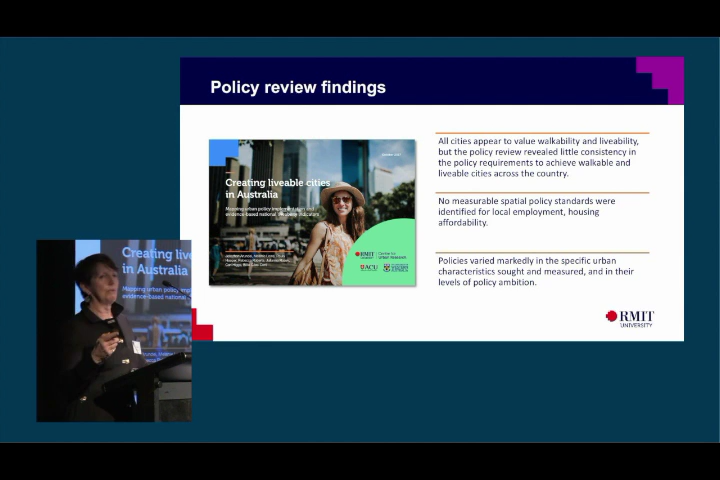 Policy review findings
Creating liveable cities
in Australia
Mapping urban policy implementation and
evidence-based national liveability indicators
RMIT
UNIVERSITY
Centre for
Urban Research
ACU
All cities appear to value walkability and liveability,
but the policy review revealed little consistency in
the policy requirements to achieve walkable and
liveable cities across the country.
No measurable spatial policy standards were
identified for local employment, housing
affordability.
Policies varied markedly in the specific urban
characteristics sought and measured, and in their
levels of policy ambition.
RMIT
UNIVERSITY
Creating live
in Australia
Mapping urban policy imp
evidence-based national